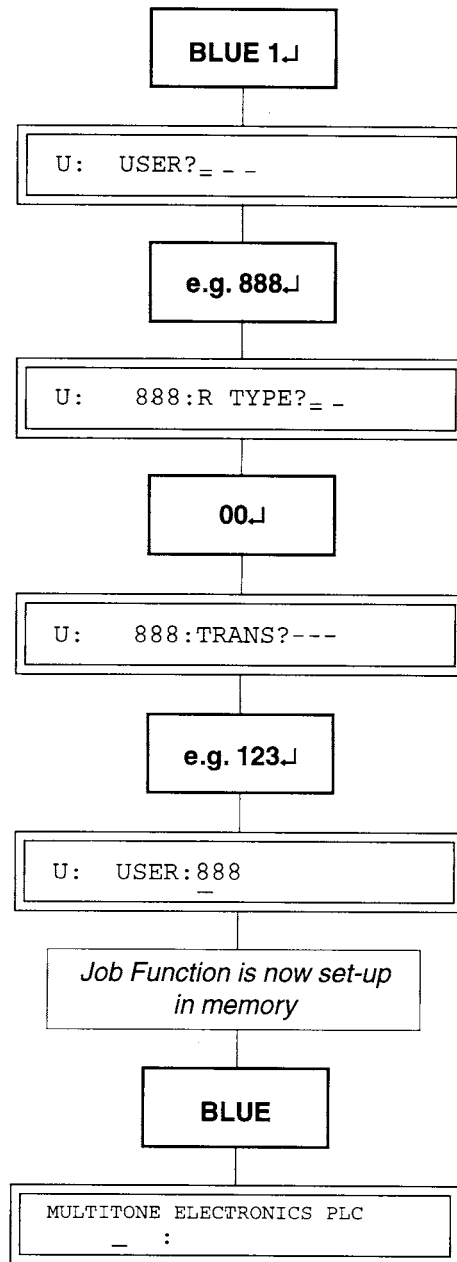 BLUE 1↵
U: USER?_ _ _
e.g. 888↵
U: 888:R TYPE?_ _
00↵
U: 888:TRANS?---
e.g. 123↵
U: USER:888
Job Function is now set-up
in memory
BLUE
MULTITONE ELECTRONICS PLC
_ :